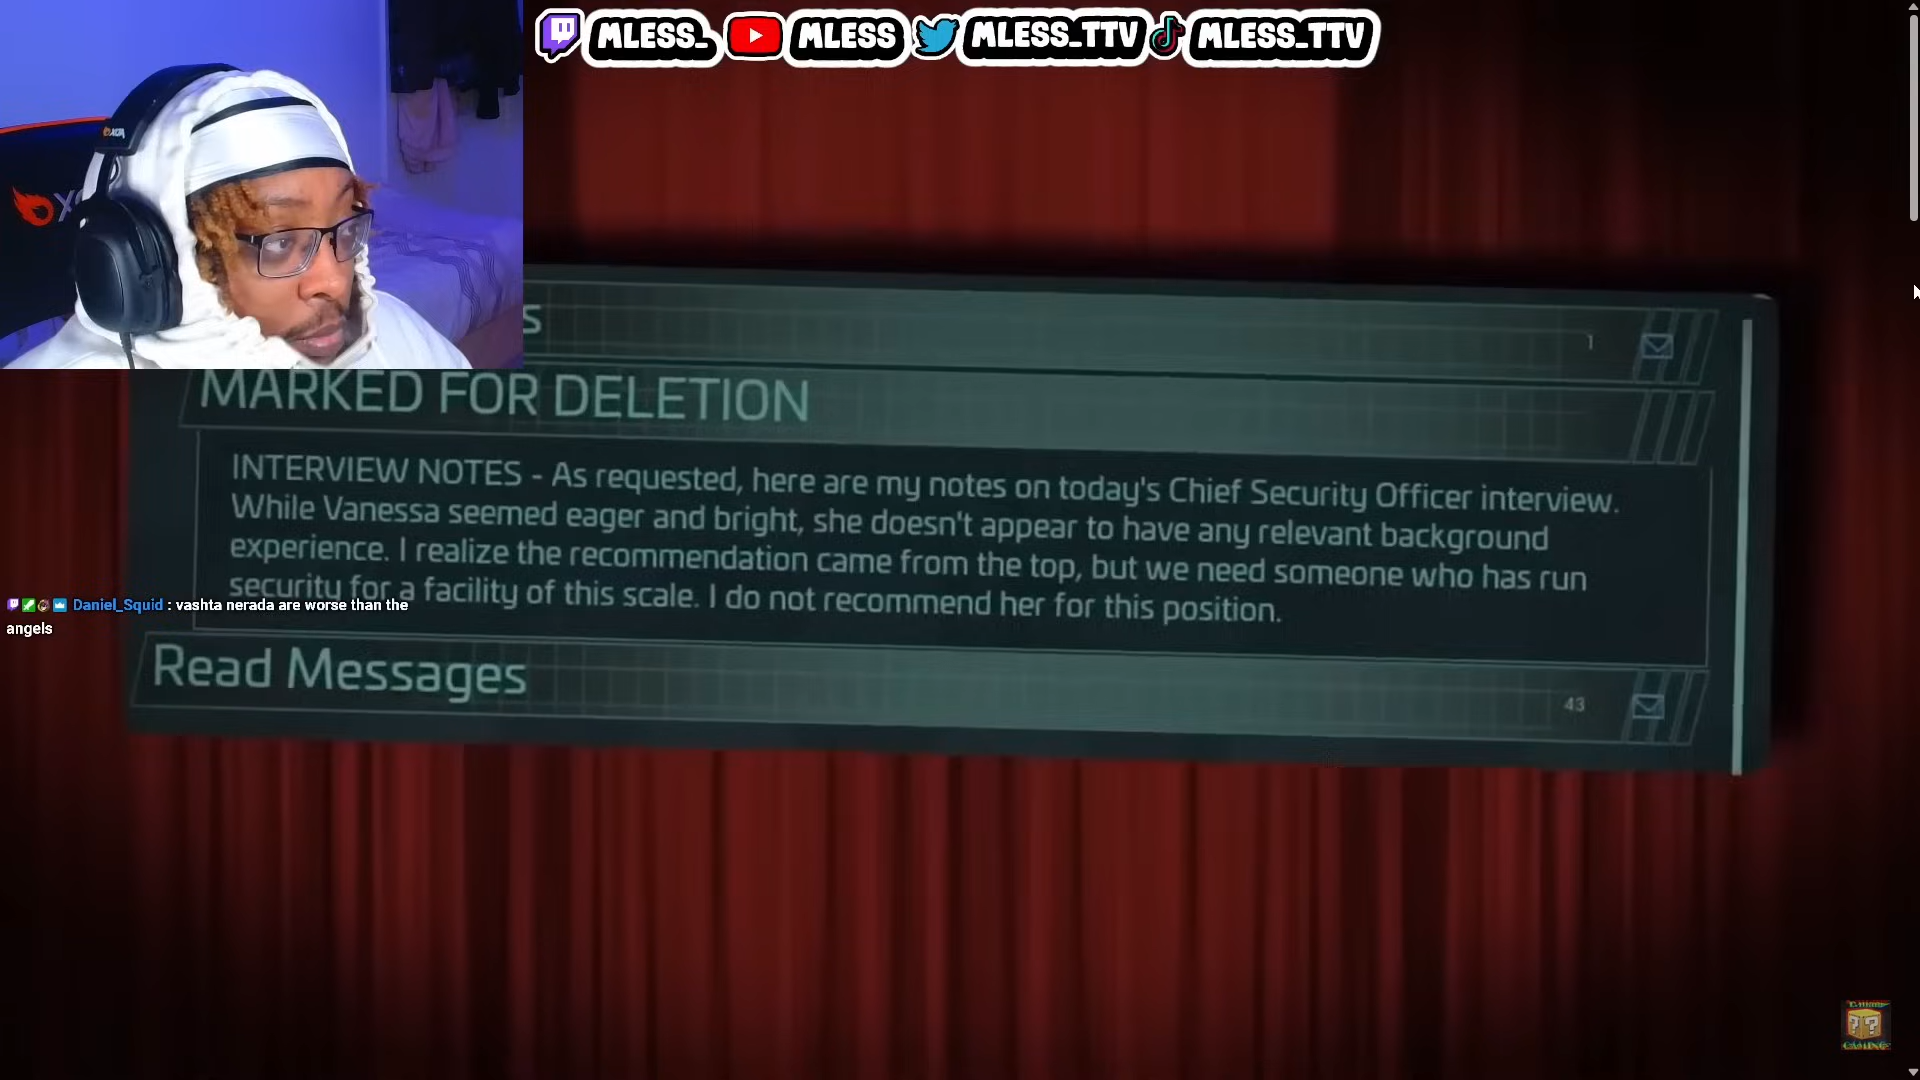 MLESS_ MLESS MLESS_TTV MLESS_TTV
s
1
MARKED FOR DELETION
INTERVIEW NOTES - As requested, here are my notes on today's Chief Security Officer interview.
While Vanessa seemed eager and bright, she doesn't appear to have any relevant background
experience. I realize the recommendation came from the top, but we need someone who has run
security for a facility of this scale. I do not recommend her for this position.
Daniel_Squid : vashta nerada are worse than the
angels
Read Messages
43